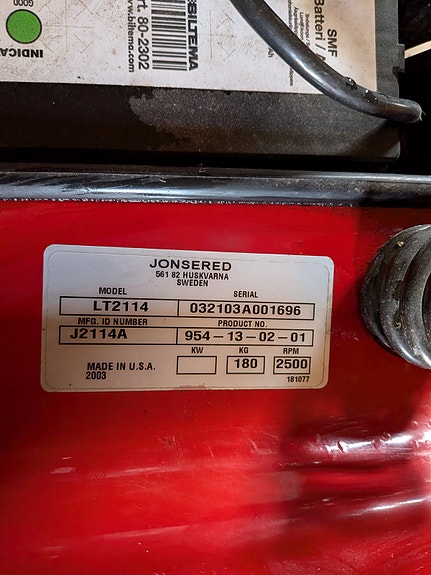 GOOD
INDICA
rt. 80-2302
BILTEMA
www.biltema.com
SMF
Batteri /
Ah
JONSERED
561 82 HUSKVARNA
SWEDEN
MODEL SERIAL
LT2114 032103A001696
MFG. ID NUMBER PRODUCT NO.
J2114A 954-13-02-01
KW KG RPM
MADE IN U.S.A. 180 2500
2003 181077